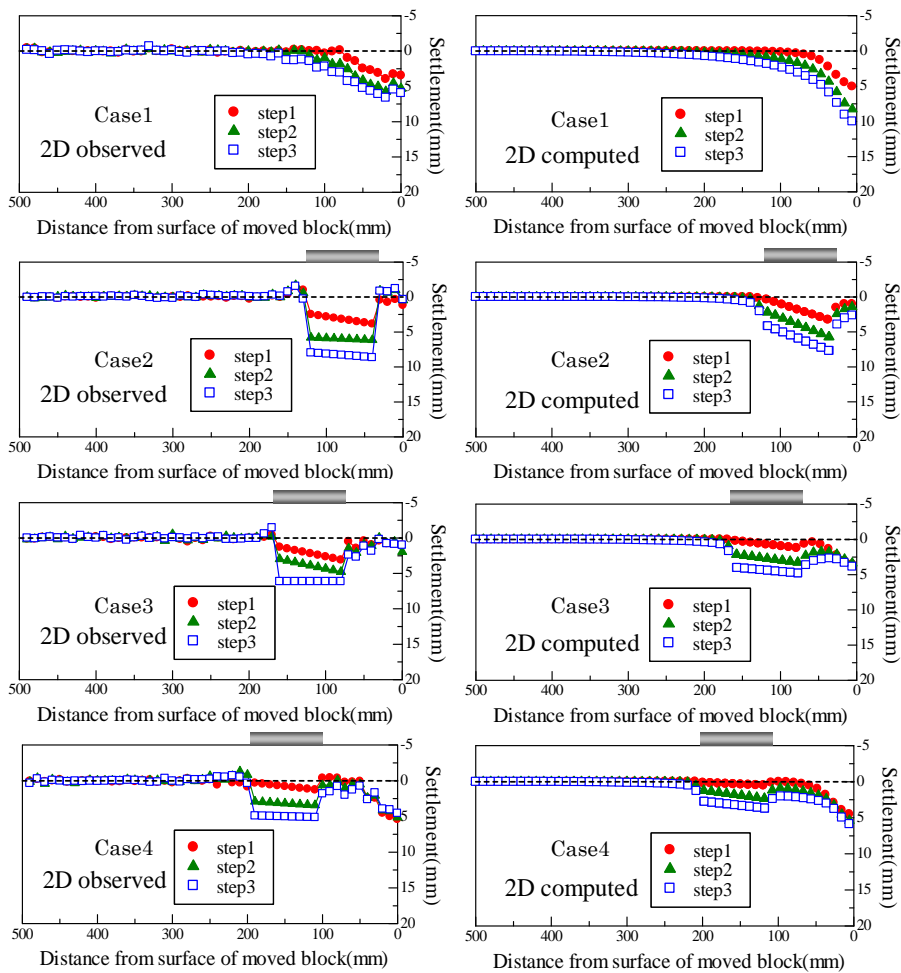 -5
0
5
10
15
20
Settlement(mm)
Case1
2D observed
step1
step2
step3
500 400 300 200 100 0
Distance from surface of moved block(mm)
-5
0
5
10
15
20
Settlement(mm)
Case1
2D computed
step1
step2
step3
500 400 300 200 100 0
Distance from surface of moved block(mm)
-5
0
5
10
15
20
Settlement(mm)
Case2
2D observed
step1
step2
step3
500 400 300 200 100 0
Distance from surface of moved block(mm)
-5
0
5
10
15
20
Settlement(mm)
Case2
2D computed
step1
step2
step3
500 400 300 200 100 0
Distance from surface of moved block(mm)
-5
0
5
10
15
20
Settlement(mm)
Case3
2D observed
step1
step2
step3
500 400 300 200 100 0
Distance from surface of moved block(mm)
-5
0
5
10
15
20
Settlement(mm)
Case3
2D computed
step1
step2
step3
500 400 300 200 100 0
Distance from surface of moved block(mm)
-5
0
5
10
15
20
Settlement(mm)
Case4
2D observed
step1
step2
step3
500 400 300 200 100 0
Distance from surface of moved block(mm)
-5
0
5
10
15
20
Settlement(mm)
Case4
2D computed
step1
step2
step3
500 400 300 200 100 0
Distance from surface of moved block(mm)